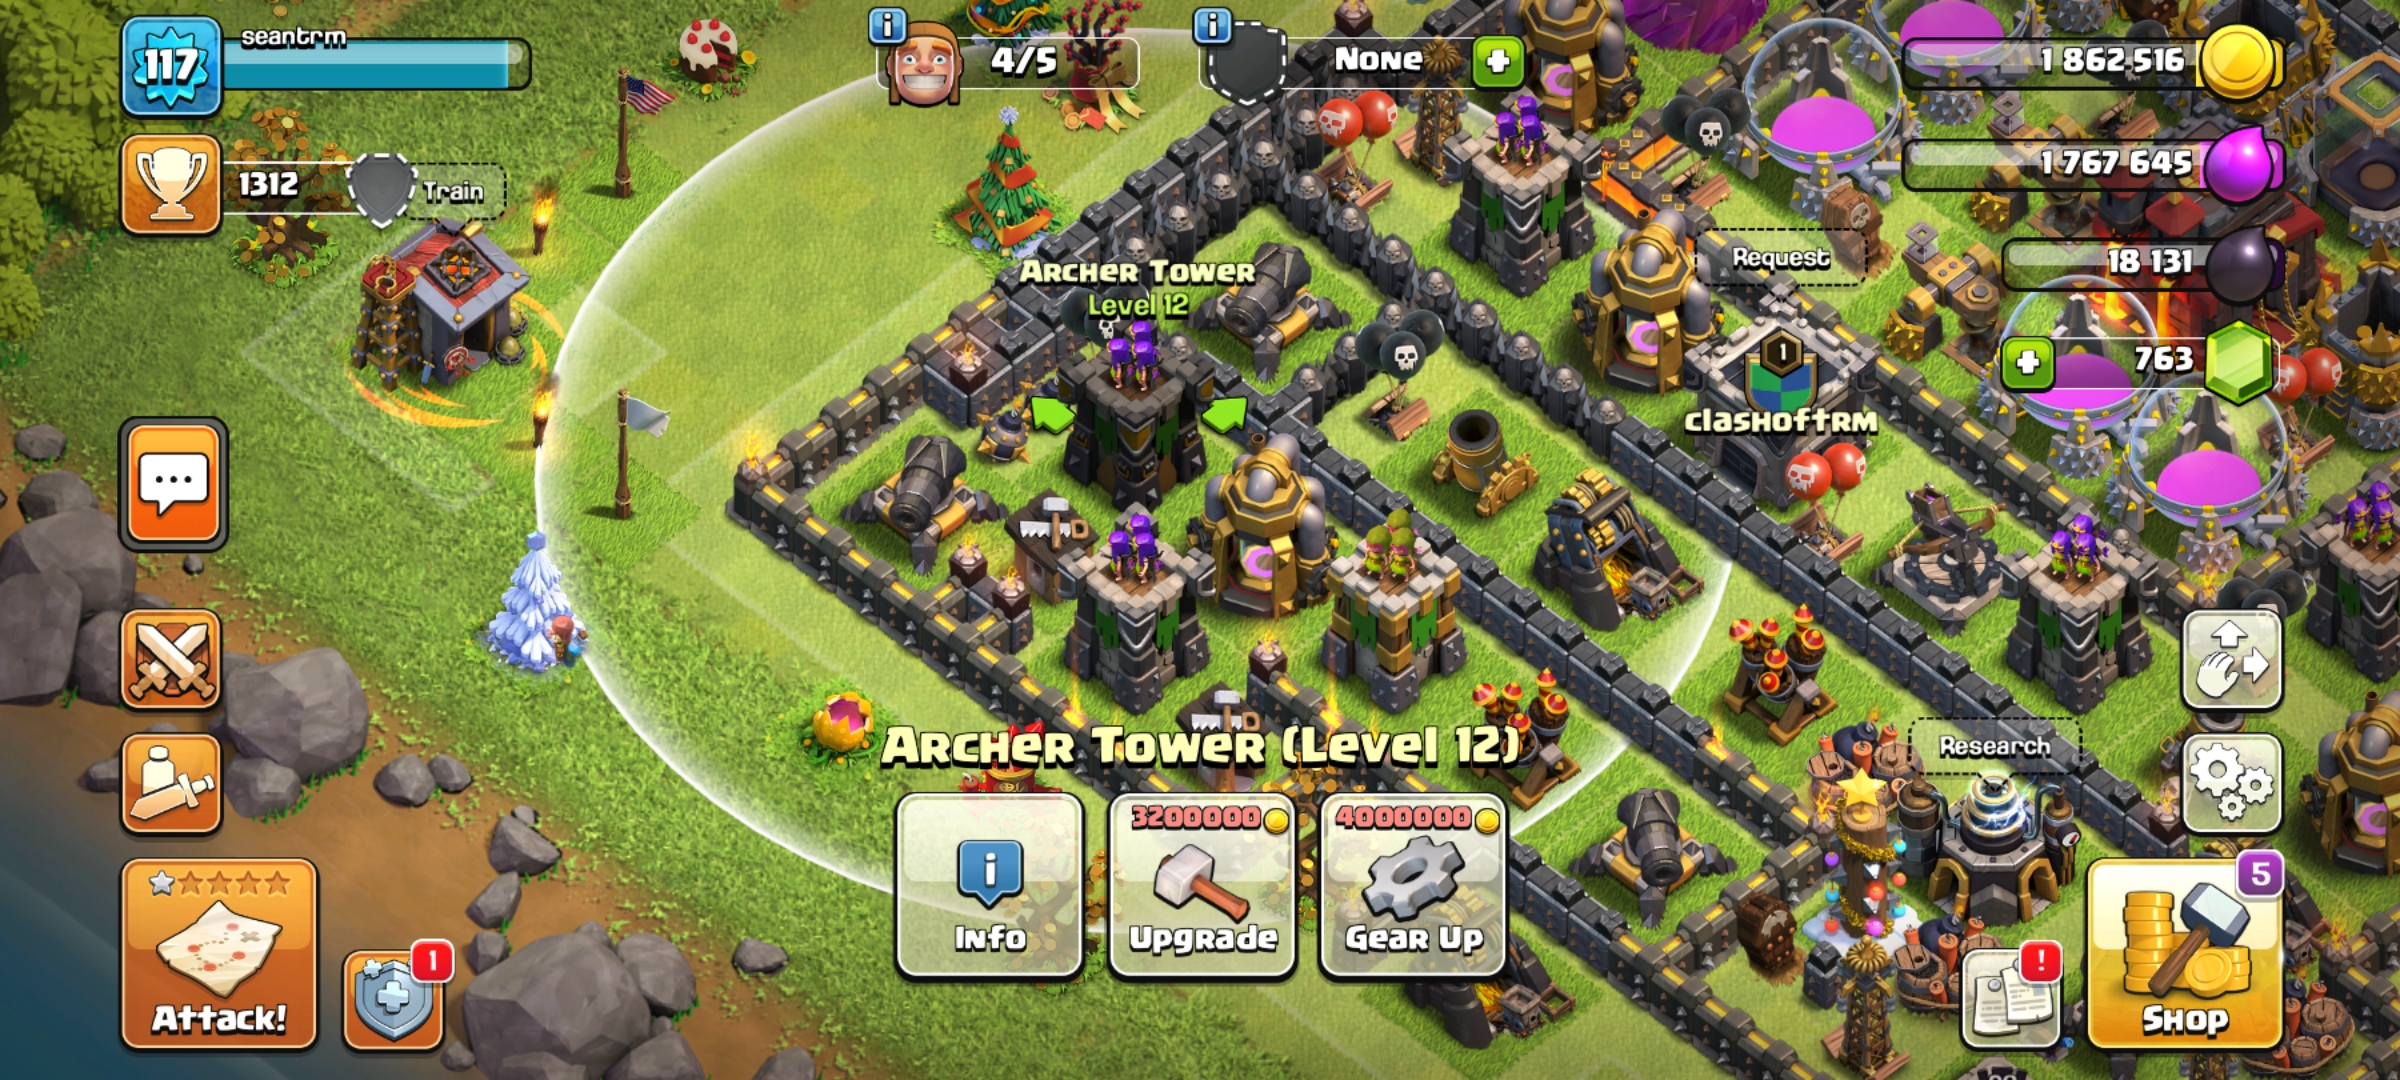 117
seantrm
4/5
None
1 862 516
1312
Train
1 767 645
Request
18 131
Archer Tower
Level 12
1
763
clashoftrm
Research
Archer Tower (Level 12)
3200000
4000000
Info
Upgrade
Gear Up
5
Attack!
1
!
Shop